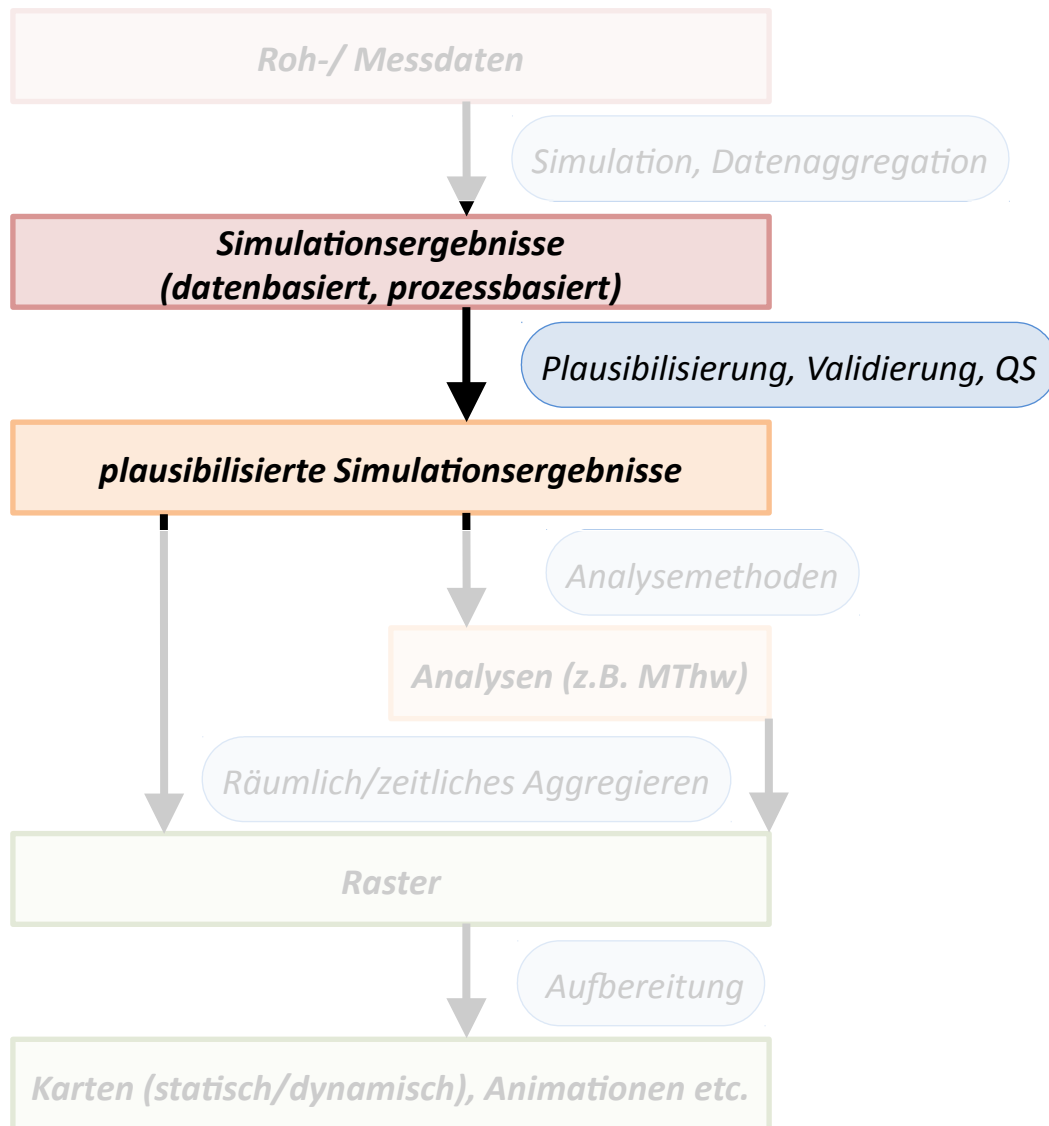 Roh-/ Messdaten
Simulation, Datenaggregation
Simulationsergebnisse
(datenbasiert, prozessbasiert)
Plausibilisierung, Validierung, QS
plausibilisierte Simulationsergebnisse
Analysemethoden
Analysen (z.B. MThw)
Räumlich/zeitliches Aggregieren
Raster
Aufbereitung
Karten (statisch/dynamisch), Animationen etc.